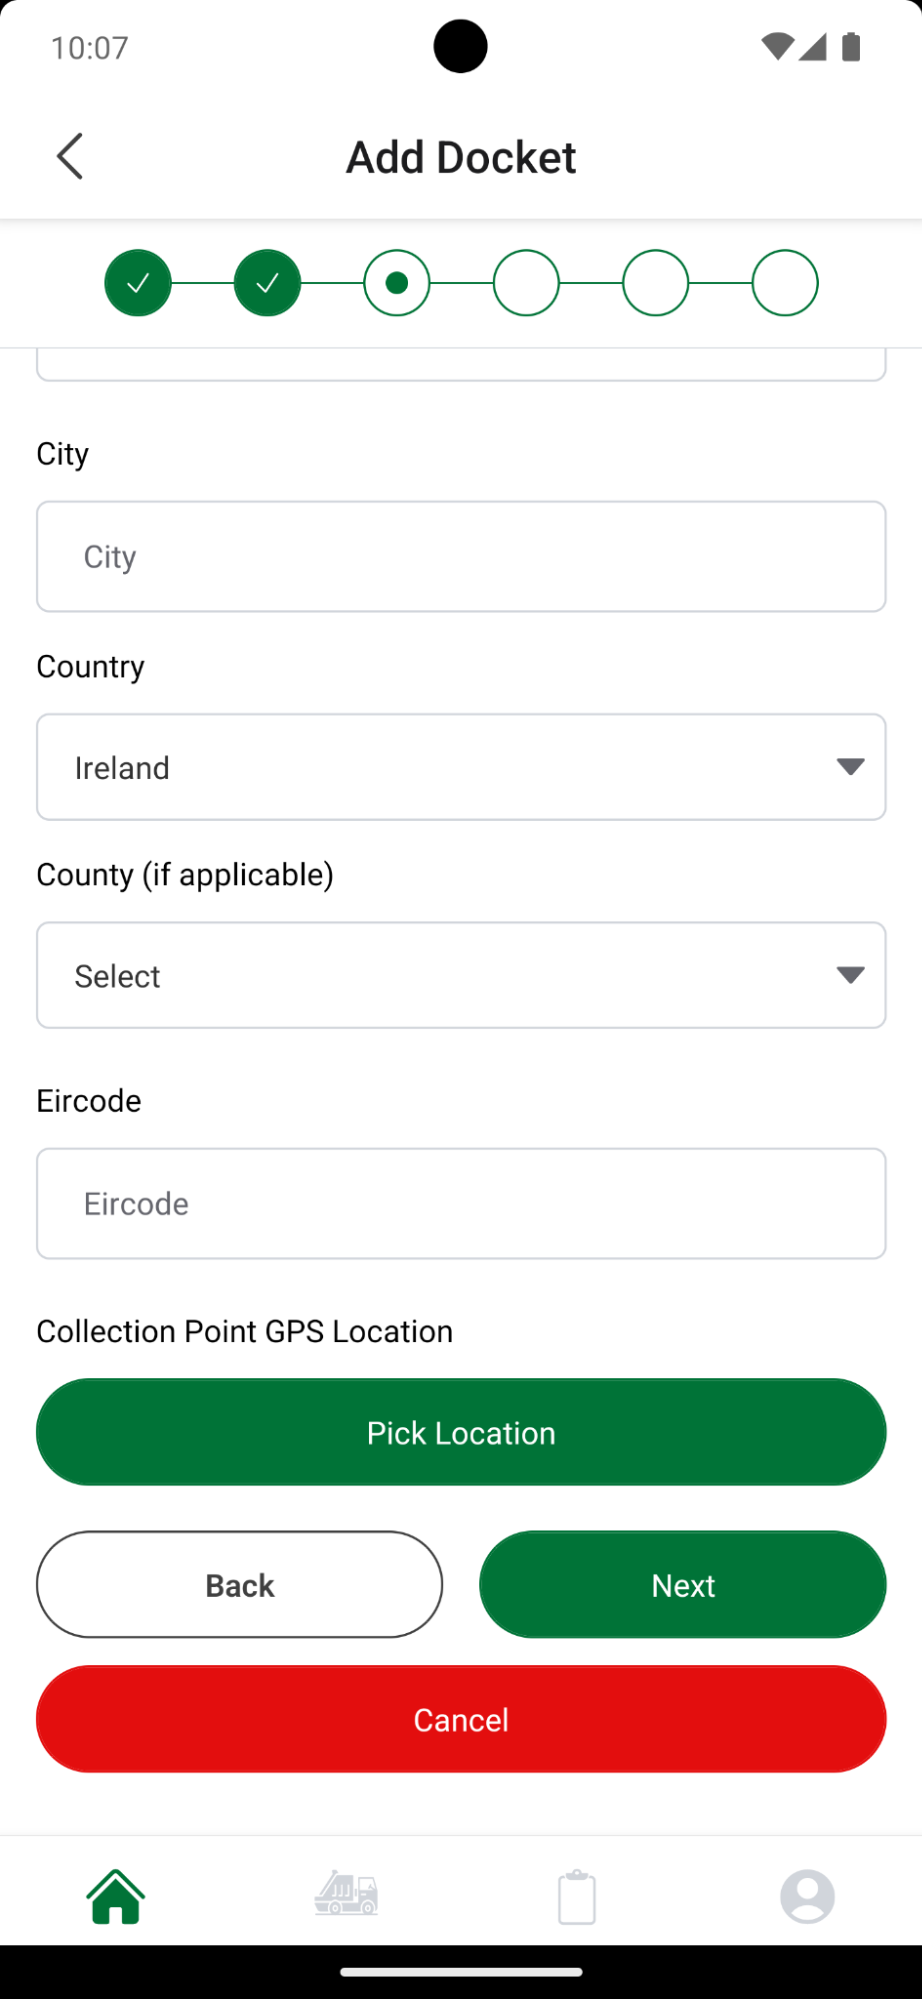 10:07
Add Docket
City
City
Country
Ireland
County (if applicable)
Select
Eircode
Eircode
Collection Point GPS Location
Pick Location
Back
Next
Cancel